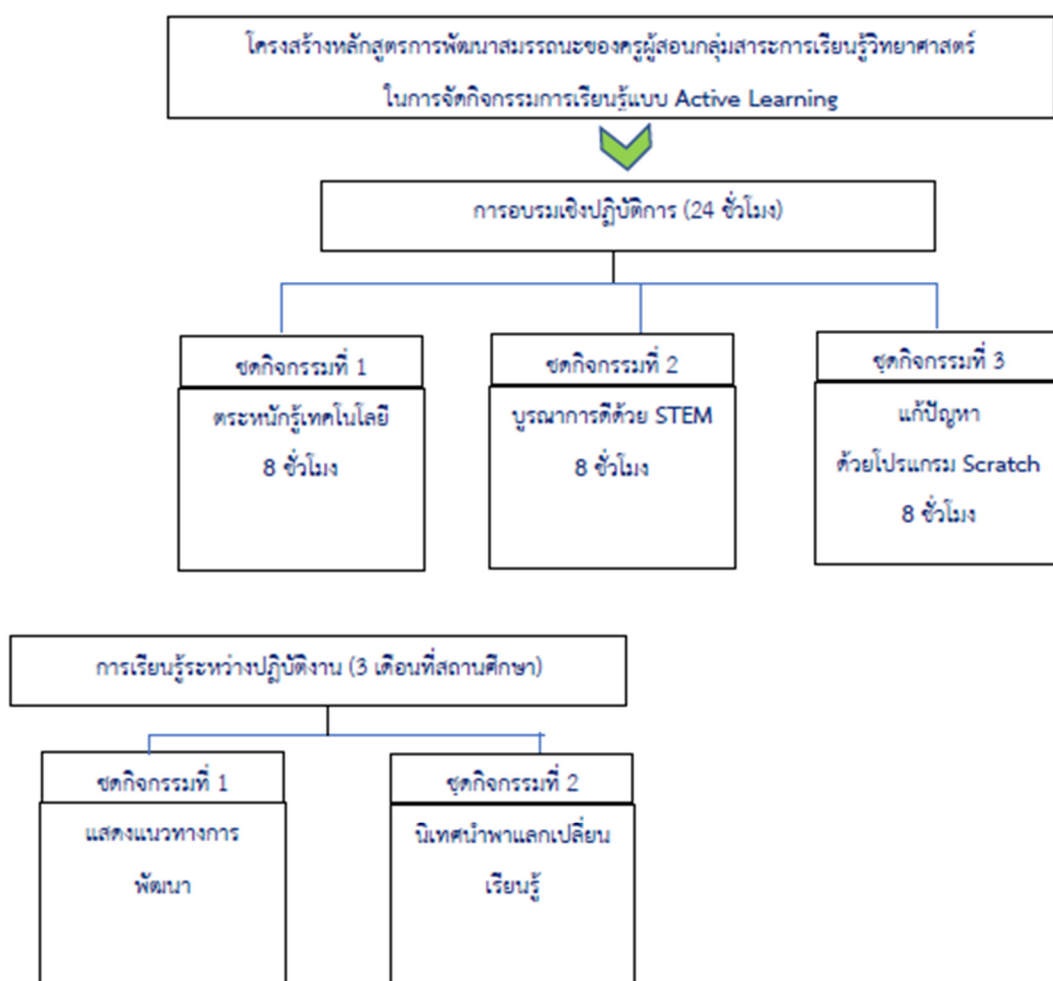 โครงสร้างหลักสูตรการพัฒนาสมรรถนะของครูผู้สอนกลุ่มสาระการเรียนรู้วิทยาศาสตร์
ในการจัดกิจกรรมการเรียนรู้แบบ Active Learning
การอบรมเชิงปฏิบัติการ (24 ชั่วโมง)
ชุดกิจกรรมที่ 1
ตระหนักรู้เทคโนโลยี
8 ชั่วโมง
ชุดกิจกรรมที่ 2
บูรณาการดีด้วย STEM
8 ชั่วโมง
ชุดกิจกรรมที่ 3
แก้ปัญหา
ด้วยโปรแกรม Scratch
8 ชั่วโมง
การเรียนรู้ระหว่างปฏิบัติงาน (3 เดือนที่สถานศึกษา)
ชุดกิจกรรมที่ 1
แสดงแนวทางการ
พัฒนา
ชุดกิจกรรมที่ 2
นิเทศนำพาแลกเปลี่ยน
เรียนรู้